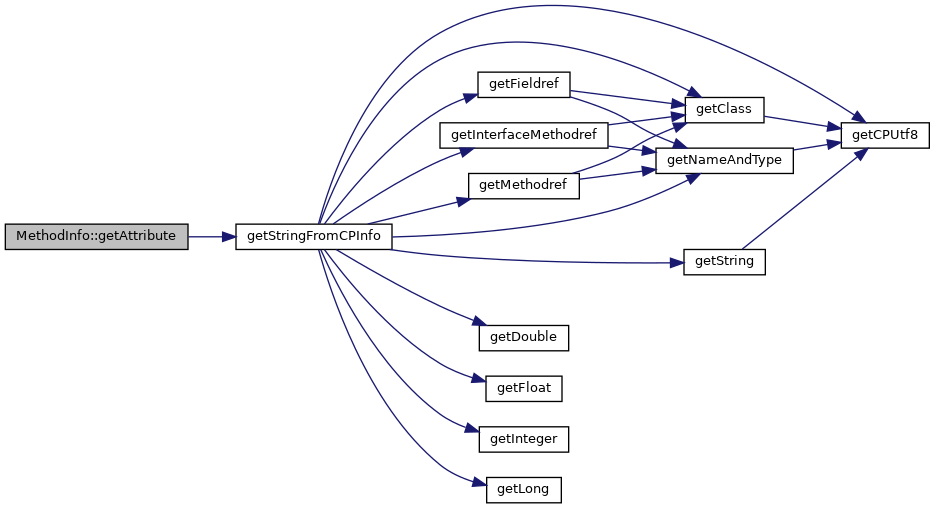 MethodInfo::getAttribute
getStringFromCPInfo
getFieldref
getInterfaceMethodref
getMethodref
getClass
getNameAndType
getCPUtf8
getString
getDouble
getFloat
getInteger
getLong